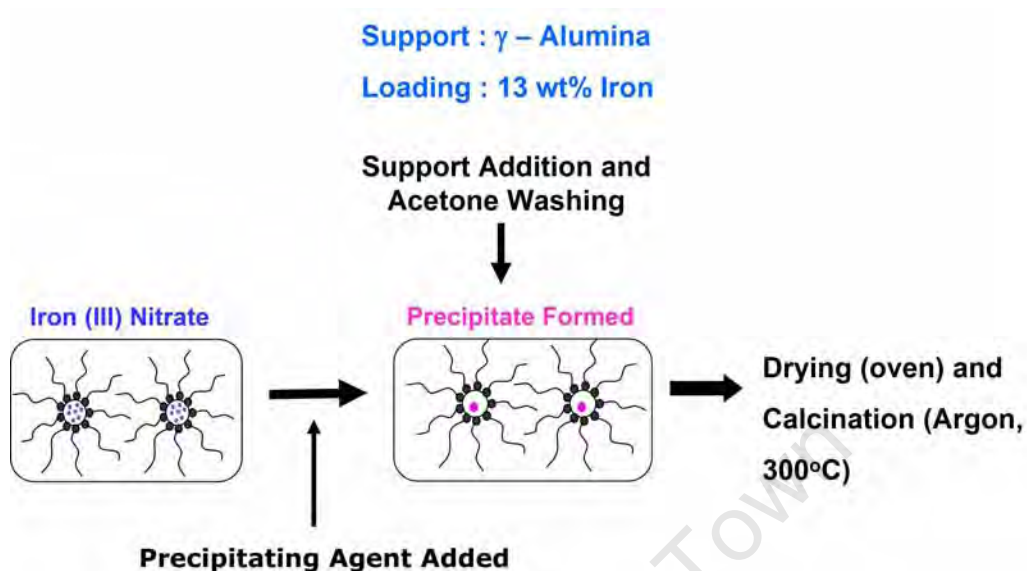 Support : γ – Alumina
Loading : 13 wt% Iron
Support Addition and
Acetone Washing
Iron (III) Nitrate
Precipitate Formed
Drying (oven) and
Calcination (Argon,
300°C)
Precipitating Agent Added
Town